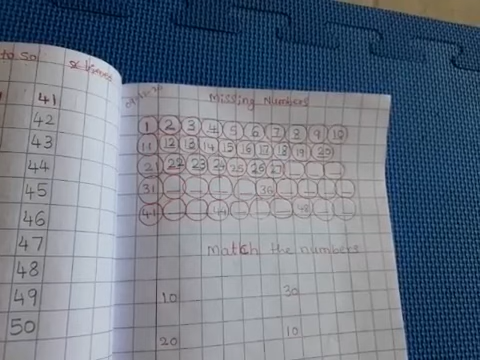 to 50
41
42
43
44
45
46
47
48
49
50
Missing Numbers
1 2 3 4 5 6 7 8 9 10
11 12 13 14 15 16 17 18 19 20
21 22 23 24 25 26 27 _ _ _
31 _ _ _ _ 36 _ _ _ _
41 _ _ 44 _ _ _ 48 _ _
Match the numbers
10 30
20 10